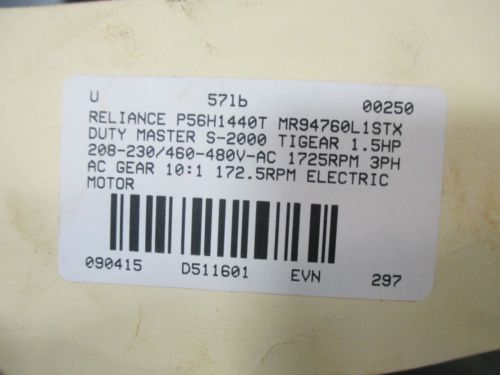 U 57lb 00250
RELIANCE P56H1440T MR94760L1STX
DUTY MASTER S-2000 TIGEAR 1.5HP
208-230/460-480V-AC 1725RPM 3PH
AC GEAR 10:1 172.5RPM ELECTRIC
MOTOR
090415 D511601 EVN 297